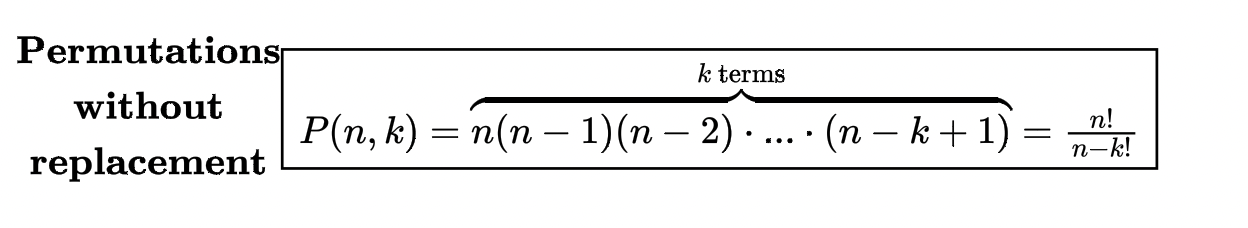 Permutations
without
replacement
k terms
P(n, k) = n(n − 1)(n − 2) · ... · (n − k + 1) = n!/n−k!